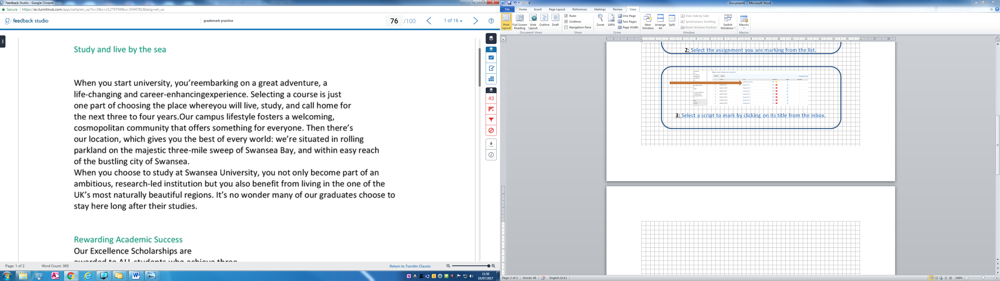 Feedback Studio - Google Chrome
Secure | https://ev.turnitinuk.com/app/carta/en_us/?s=3&o=21279794&u=3544781&lang=en_us
feedback studio
grademark practice
76 /100
1 of 16
Study and live by the sea
When you start university, you'reembarking on a great adventure, a
life-changing and career-enhancingexperience. Selecting a course is just
one part of choosing the place whereyou will live, study, and call home for
the next three to four years.Our campus lifestyle fosters a welcoming,
cosmopolitan community that offers something for everyone. Then there's
our location, which gives you the best of every world: we're situated in rolling
parkland on the majestic three-mile sweep of Swansea Bay, and within easy reach
of the bustling city of Swansea.
When you choose to study at Swansea University, you not only become part of an
ambitious, research-led institution but you also benefit from living in the one of the
UK's most naturally beautiful regions. It's no wonder many of our graduates choose to
stay here long after their studies.
Rewarding Academic Success
Our Excellence Scholarships are
awarded to ALL students who achieve three
43
Page: 1 of 2
Word Count: 385
Return to Turnitin Classic
11:50
10/07/2017
Document1 - Microsoft Word
File Home Insert Page Layout References Mailings Review View
Print Layout
Full Screen Reading
Web Layout
Outline
Draft
Document Views
Ruler
Gridlines
Navigation Pane
Show
Zoom
100%
One Page
Two Pages
Page Width
Zoom
New Window
Arrange All
Split
View Side by Side
Synchronous Scrolling
Reset Window Position
Window
Switch Windows
Macros
Macros
2: Select the assignment you are marking from the list.
3: Select a script to mark by clicking on its title from the inbox.
Page: 2 of 2
Words: 40
English (U.K.)
140%